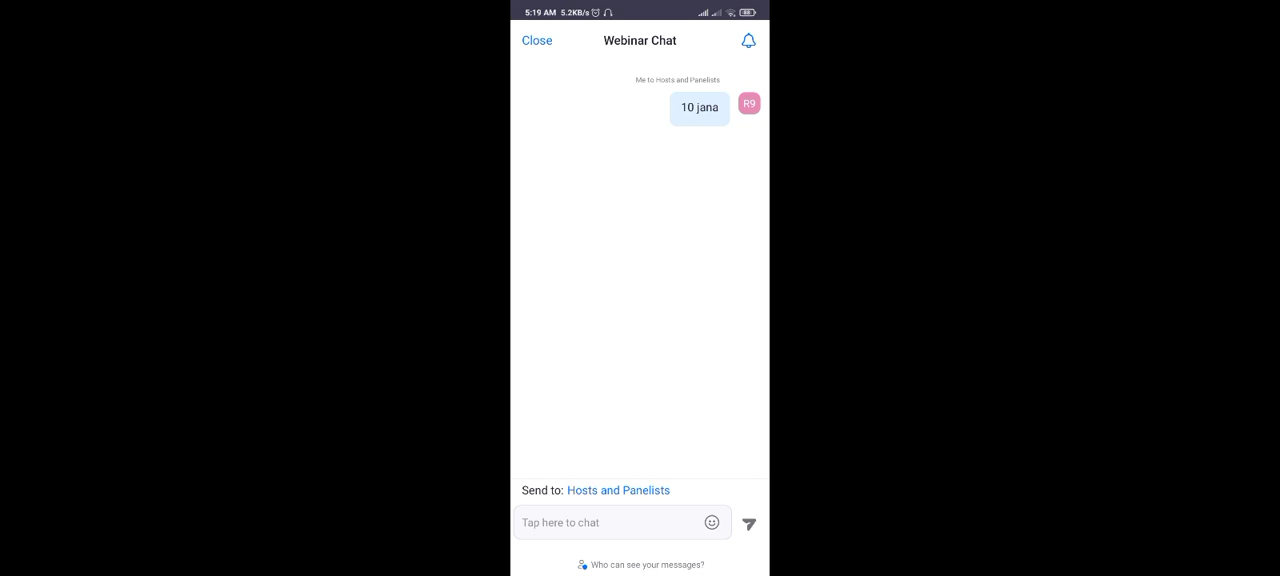 5:19 AM 5.2KB/s
88
Close Webinar Chat
Me to Hosts and Panelists
10 jana R9
Send to: Hosts and Panelists
Tap here to chat
Who can see your messages?